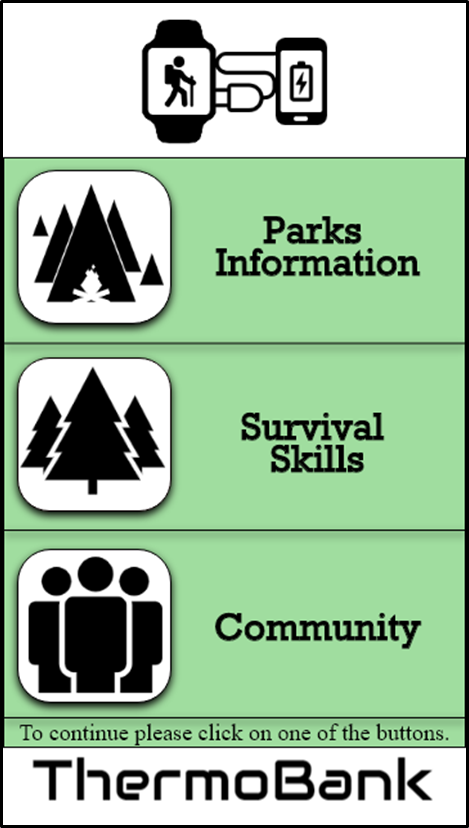 Parks
Information
Survival
Skills
Community
To continue please click on one of the buttons.
ThermoBank